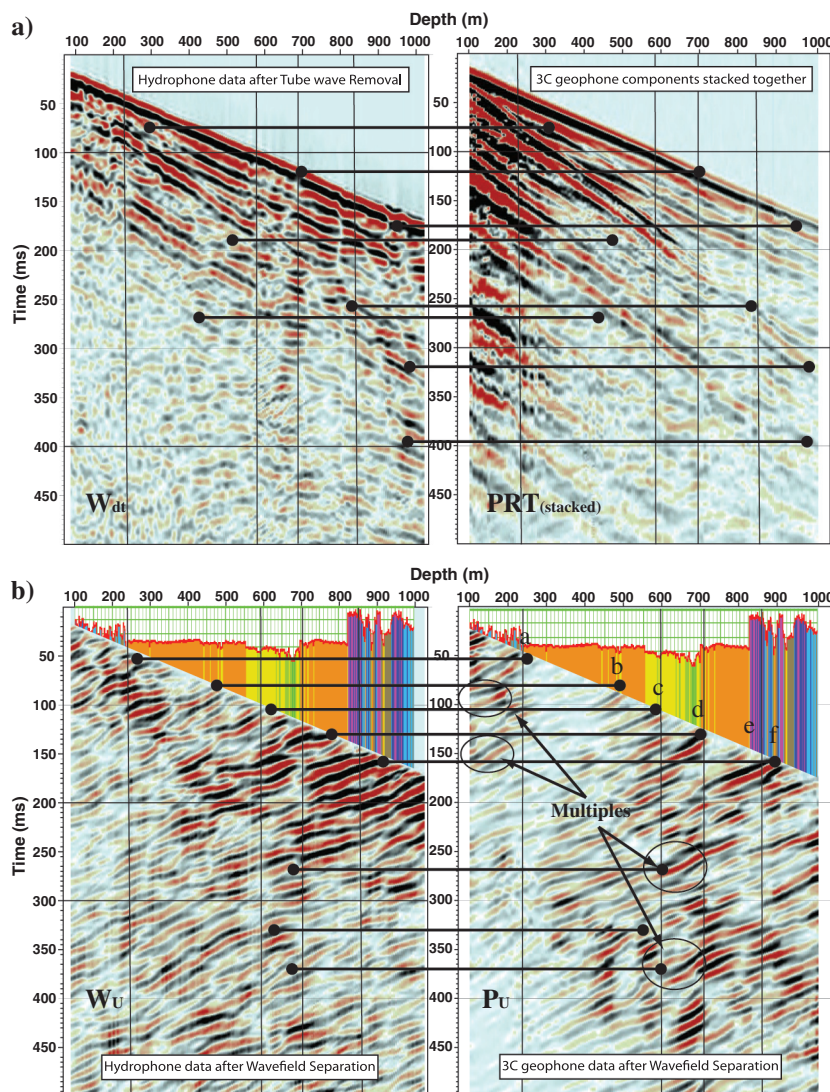 a)
Depth (m)
100 200 300 400 500 600 700 800 900 1000
100 200 300 400 500 600 700 800 900 1000
Hydrophone data after Tube wave Removal
3C geophone components stacked together
Time (ms)
50
100
150
200
250
300
350
400
450
50
100
150
200
250
300
350
400
450
Wdt
PRT(stacked)
b)
Depth (m)
100 200 300 400 500 600 700 800 900 1000
100 200 300 400 500 600 700 800 900 1000
Time (ms)
50
100
150
200
250
300
350
400
450
50
100
150
200
250
300
350
400
450
a
b
c
d
e
f
Multiples
WU
PU
Hydrophone data after Wavefield Separation
3C geophone data after Wavefield Separation